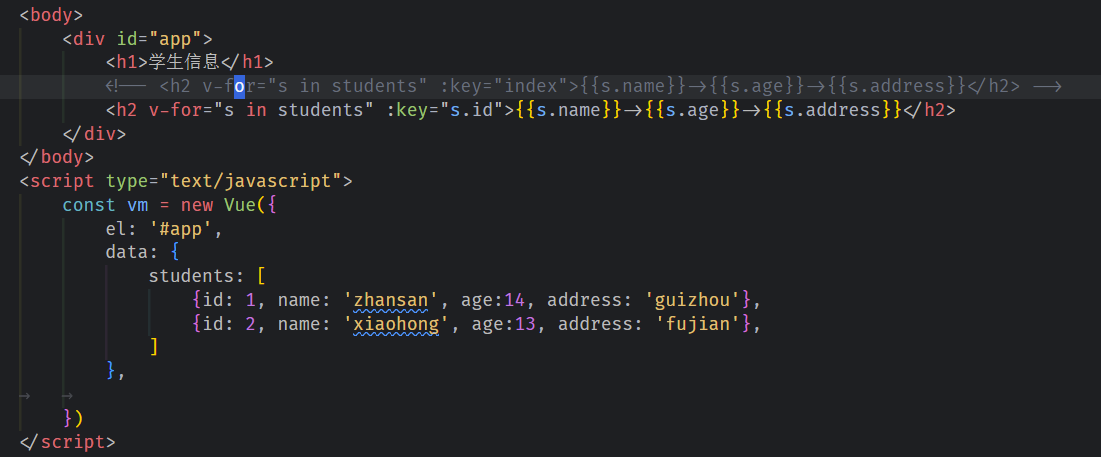 <body>
<div id="app">
<h1>学生信息</h1>
<!-- <h2 v-for="s in students" :key="index">{{s.name}}->{{s.age}}->{{s.address}}</h2> -->
<h2 v-for="s in students" :key="s.id">{{s.name}}->{{s.age}}->{{s.address}}</h2>
</div>
</body>
<script type="text/javascript">
const vm = new Vue({
el: '#app',
data: {
students: [
{id: 1, name: 'zhansan', age:14, address: 'guizhou'},
{id: 2, name: 'xiaohong', age:13, address: 'fujian'},
]
},
})
</script>